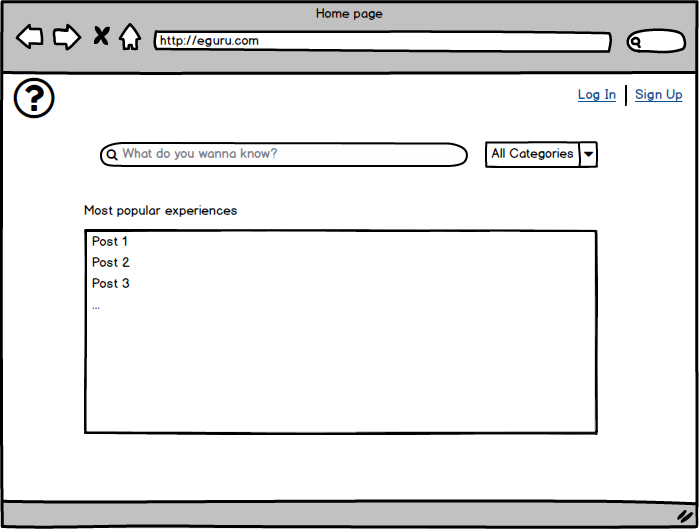 Home page
http://eguru.com
?
Log In | Sign Up
What do you wanna know?
All Categories
Most popular experiences
Post 1
Post 2
Post 3
...